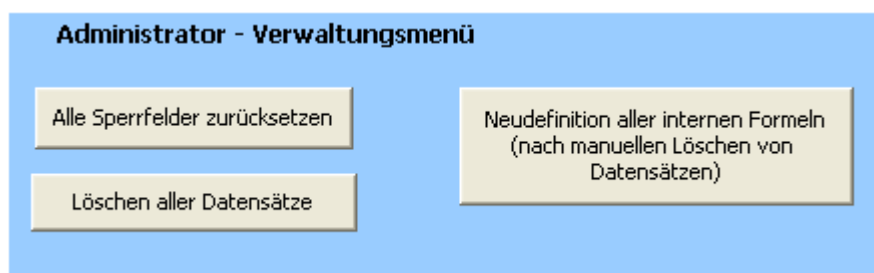 Administrator - Verwaltungsmenü
Alle Sperrfelder zurücksetzen
Löschen aller Datensätze
Neudefinition aller internen Formeln
(nach manuellen Löschen von
Datensätzen)